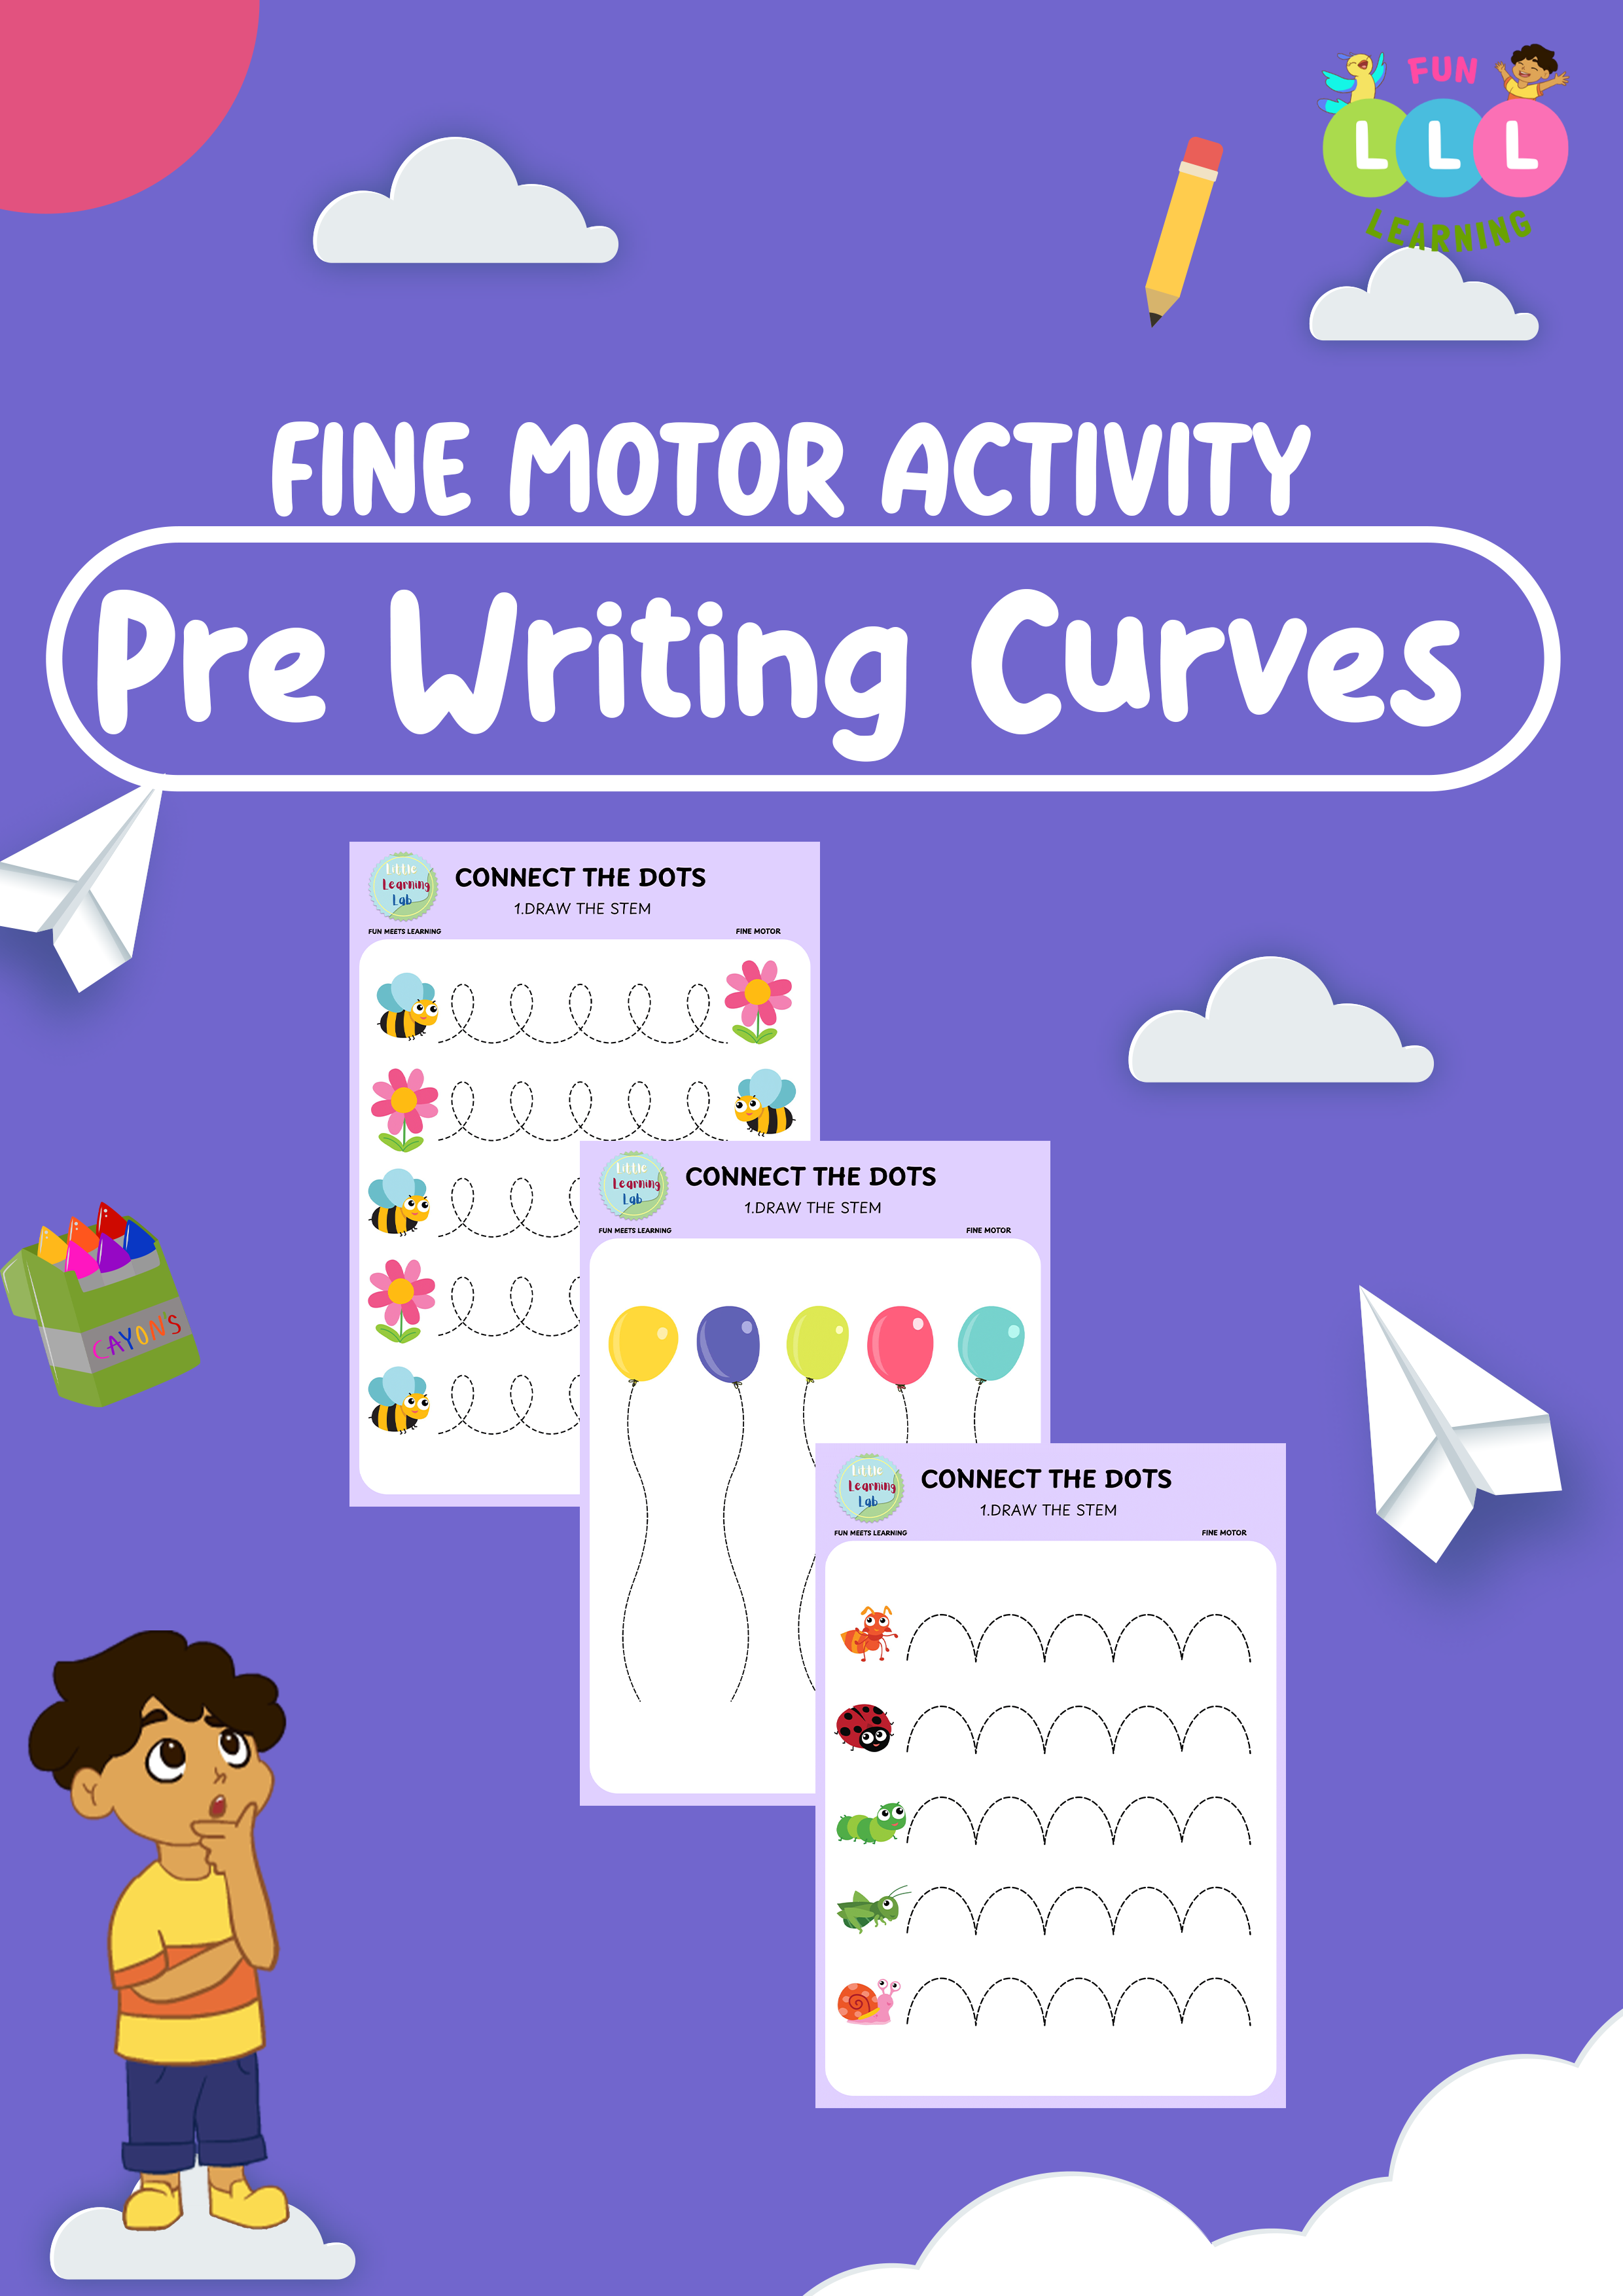 FUN
L L L
LEARNING
FINE MOTOR ACTIVITY
Pre Writing Curves
Little
Learning
Lab
CONNECT THE DOTS
1.DRAW THE STEM
FUN MEETS LEARNING
FINE MOTOR
Little
Learning
Lab
CONNECT THE DOTS
1.DRAW THE STEM
FUN MEETS LEARNING
FINE MOTOR
CAYON'S
Little
Learning
Lab
CONNECT THE DOTS
1.DRAW THE STEM
FUN MEETS LEARNING
FINE MOTOR